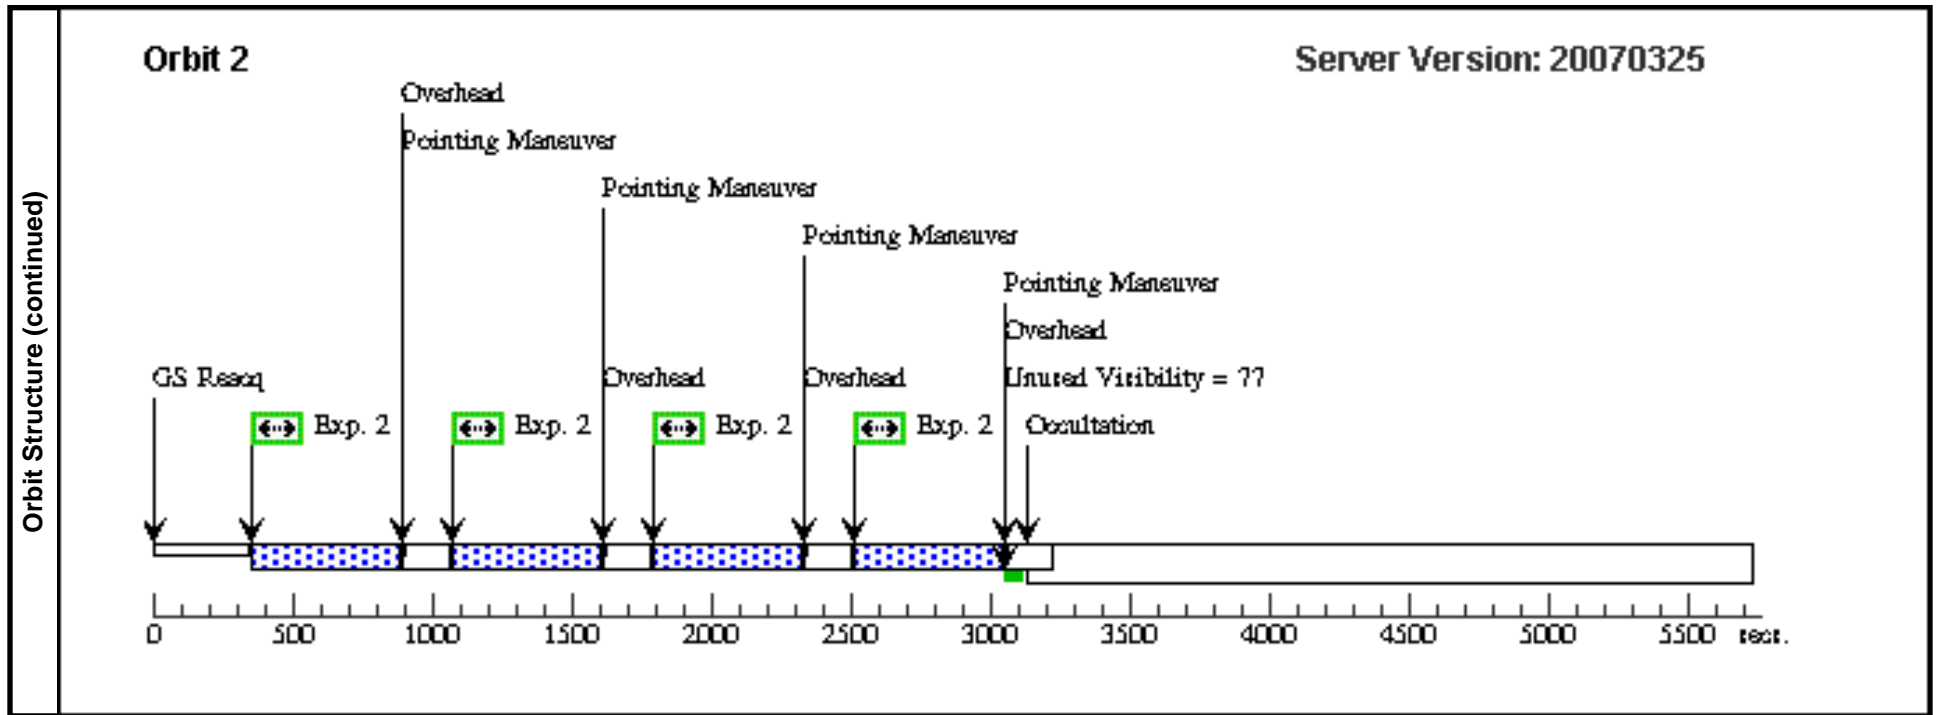 Orbit Structure (continued)
Orbit 2
Server Version: 20070325
Overhead
Pointing Maneuver
Pointing Maneuver
Pointing Maneuver
Pointing Maneuver
Overhead
GS Reacq
Overhead
Overhead
Unused Visibility = 77
Exp. 2
Exp. 2
Exp. 2
Exp. 2
Occultation
0 500 1000 1500 2000 2500 3000 3500 4000 4500 5000 5500 secs.